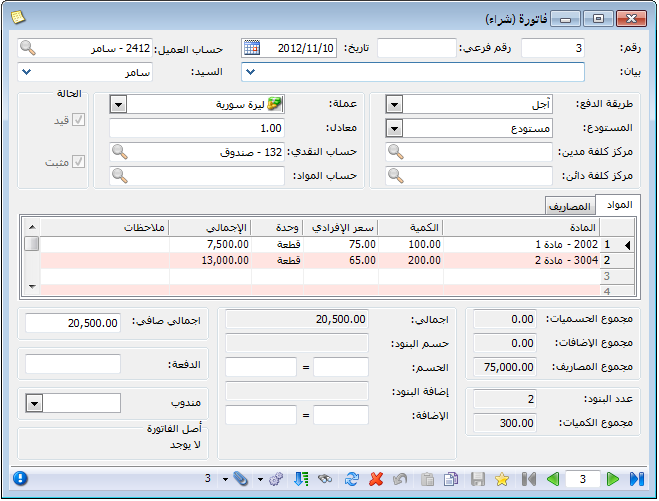 فاتورة (شراء)
رقم: 3 رقم فرعي: تاريخ: 2012/11/10 حساب العميل: 2412 - سامر
بيان: السيد: سامر
طريقة الدفع: آجل عملة: ليرة سورية الحالة
المستودع: مستودع معادل: 1.00 قيد
مركز كلفة مدين: حساب النقدي: 132 - صندوق مثبت
مركز كلفة دائن: حساب المواد:
المواد المصاريف
المادة الكمية سعر الإفرادي وحدة الإجمالي ملاحظات
1 2002 - مادة 1 100.00 75.00 قطعة 7,500.00
2 3004 - مادة 2 200.00 65.00 قطعة 13,000.00
3
4
مجموع الحسميات: 0.00 اجمالي: 20,500.00 اجمالي صافي: 20,500.00
مجموع الإضافات: 0.00 حسم البنود:
مجموع المصاريف: 75,000.00 الحسم: = الدفعة:
عدد البنود: 2 إضافة البنود: مندوب
مجموع الكميات: 300.00 الإضافة: =
أصل الفاتورة
لا يوجد
3 3